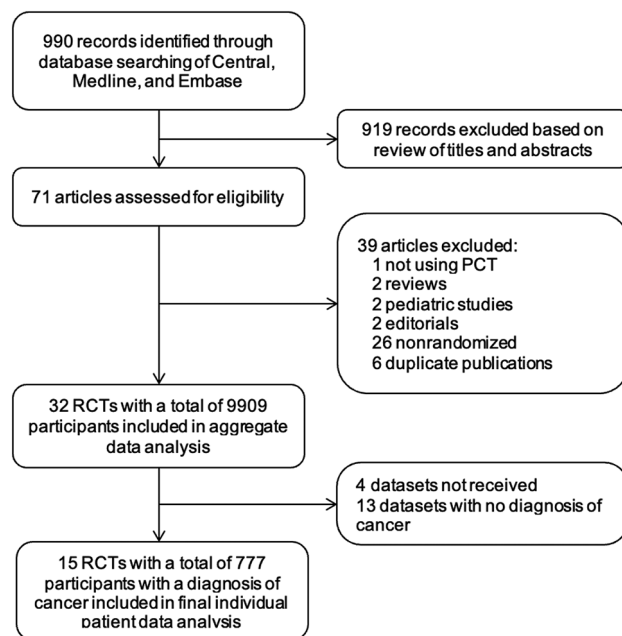 990 records identified through
database searching of Central,
Medline, and Embase
919 records excluded based on
review of titles and abstracts
71 articles assessed for eligibility
39 articles excluded:
1 not using PCT
2 reviews
2 pediatric studies
2 editorials
26 nonrandomized
6 duplicate publications
32 RCTs with a total of 9909
participants included in aggregate
data analysis
4 datasets not received
13 datasets with no diagnosis of
cancer
15 RCTs with a total of 777
participants with a diagnosis of
cancer included in final individual
patient data analysis